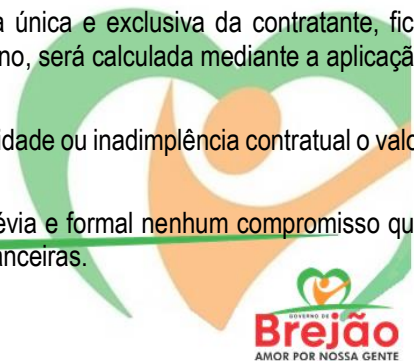 a única e exclusiva da contratante, fic
no, será calculada mediante a aplicaçã
idade ou inadimplência contratual o valo
évia e formal nenhum compromisso qu
anceiras.
GOVERNO DE
Brejão
AMOR POR NOSSA GENTE